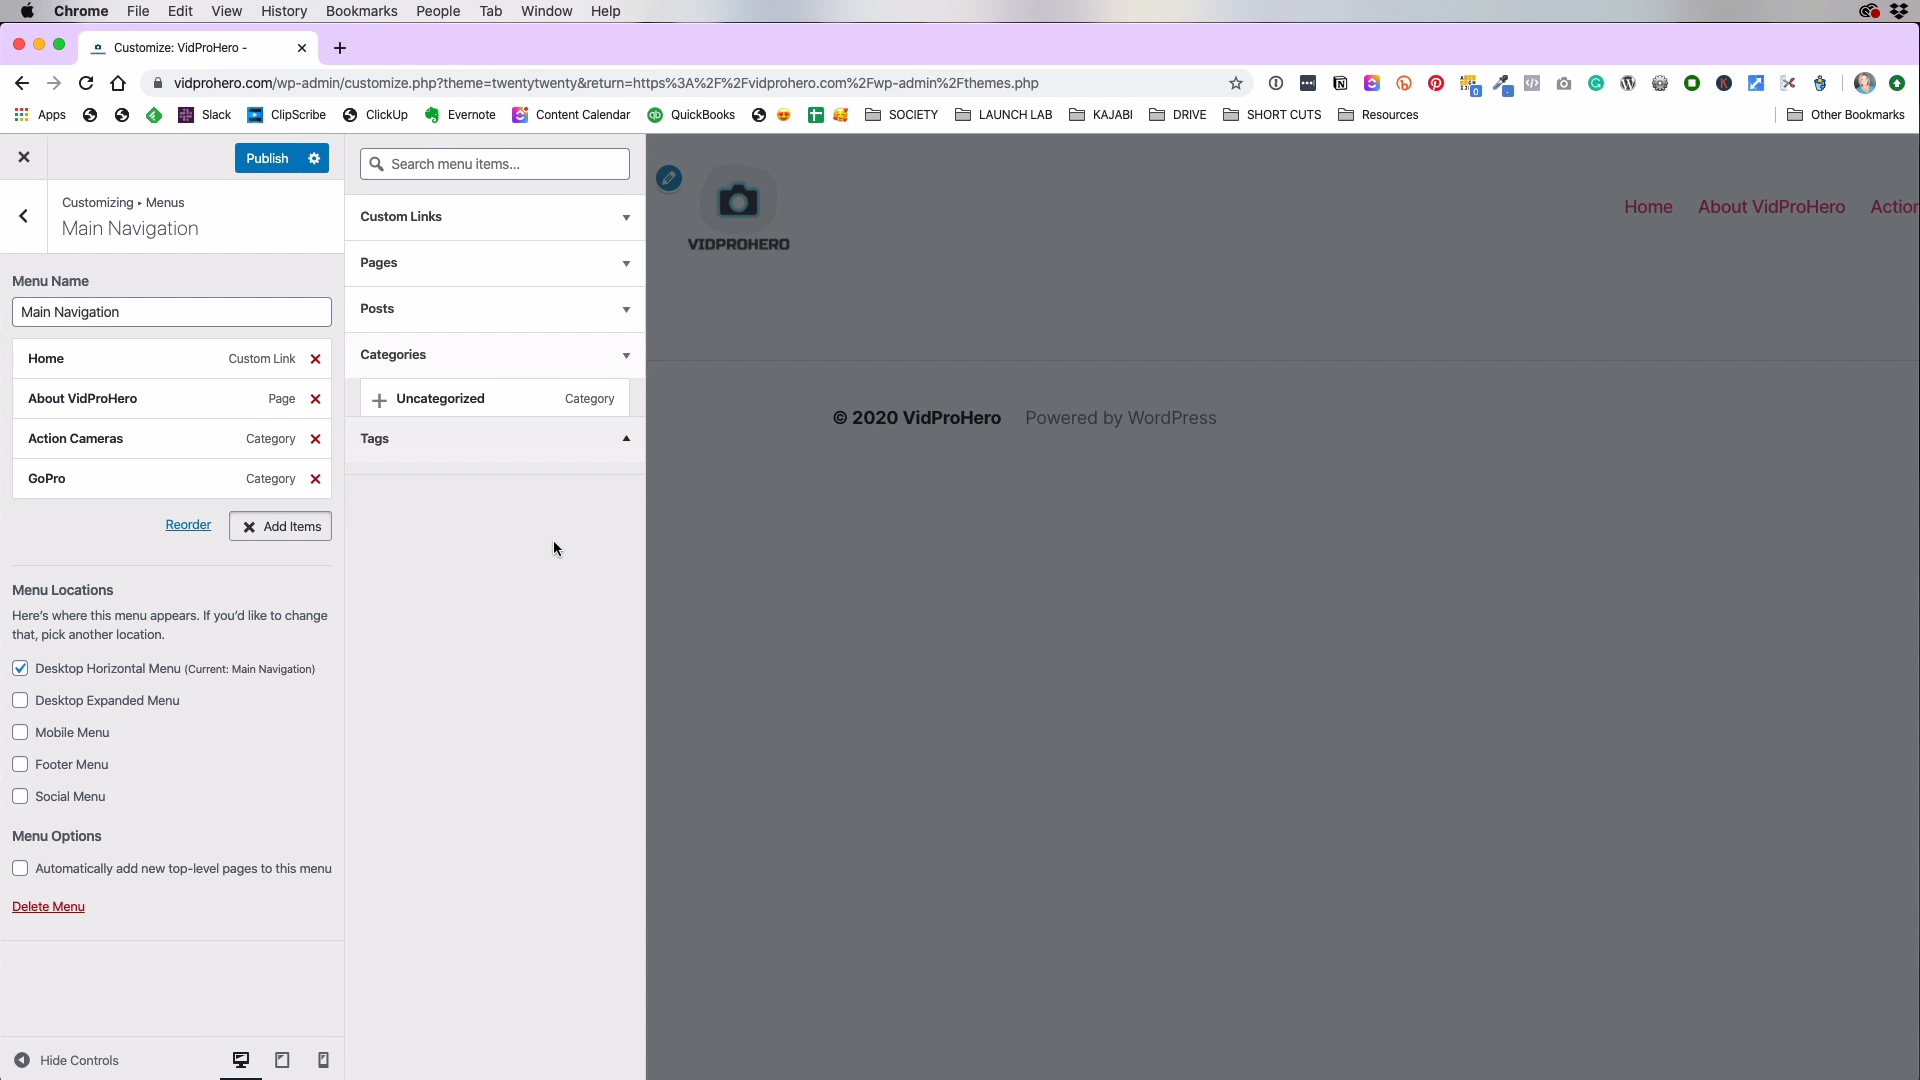 Chrome File Edit View History Bookmarks People Tab Window Help
Customize: VidProHero -
vidprohero.com/wp-admin/customize.php?theme=twentytwenty&return=https%3A%2F%2Fvidprohero.com%2Fwp-admin%2Fthemes.php
Apps Slack ClipScribe ClickUp Evernote Content Calendar QuickBooks SOCIETY LAUNCH LAB KAJABI DRIVE SHORT CUTS Resources Other Bookmarks
Publish
Search menu items...
Customizing ▸ Menus
Main Navigation
Custom Links
Pages
Posts
Categories
Uncategorized Category
Tags
Menu Name
Main Navigation
Home Custom Link
About VidProHero Page
Action Cameras Category
GoPro Category
Reorder Add Items
Menu Locations
Here's where this menu appears. If you'd like to change
that, pick another location.
Desktop Horizontal Menu (Current: Main Navigation)
Desktop Expanded Menu
Mobile Menu
Footer Menu
Social Menu
Menu Options
Automatically add new top-level pages to this menu
Delete Menu
Hide Controls
VIDPROHERO
Home About VidProHero Action
© 2020 VidProHero Powered by WordPress